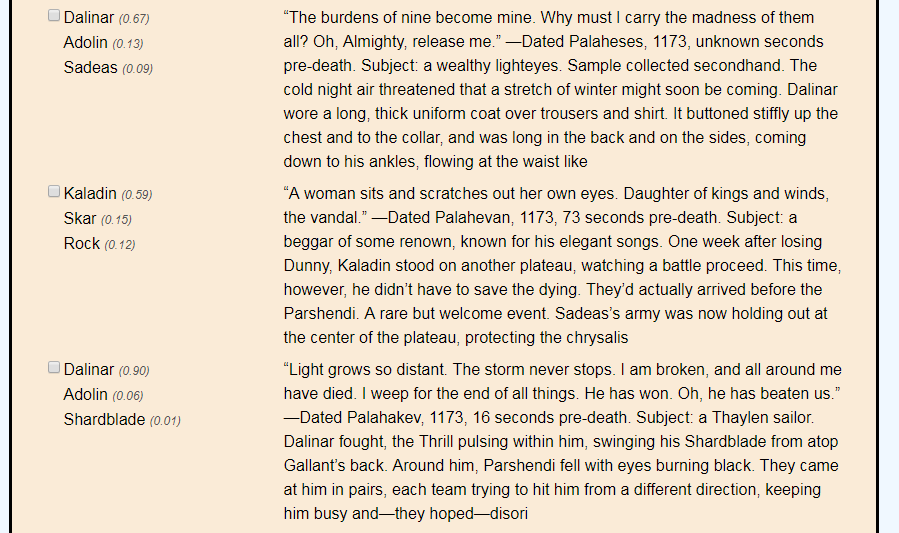 Dalinar (0.67)
Adolin (0.13)
Sadeas (0.09)
“The burdens of nine become mine. Why must I carry the madness of them
all? Oh, Almighty, release me.” —Dated Palaheses, 1173, unknown seconds
pre-death. Subject: a wealthy lighteyes. Sample collected secondhand. The
cold night air threatened that a stretch of winter might soon be coming. Dalinar
wore a long, thick uniform coat over trousers and shirt. It buttoned stiffly up the
chest and to the collar, and was long in the back and on the sides, coming
down to his ankles, flowing at the waist like
Kaladin (0.59)
Skar (0.15)
Rock (0.12)
“A woman sits and scratches out her own eyes. Daughter of kings and winds,
the vandal.” —Dated Palahevan, 1173, 73 seconds pre-death. Subject: a
beggar of some renown, known for his elegant songs. One week after losing
Dunny, Kaladin stood on another plateau, watching a battle proceed. This time,
however, he didn’t have to save the dying. They’d actually arrived before the
Parshendi. A rare but welcome event. Sadeas’s army was now holding out at
the center of the plateau, protecting the chrysalis
Dalinar (0.90)
Adolin (0.06)
Shardblade (0.01)
“Light grows so distant. The storm never stops. I am broken, and all around me
have died. I weep for the end of all things. He has won. Oh, he has beaten us.”
—Dated Palahakev, 1173, 16 seconds pre-death. Subject: a Thaylen sailor.
Dalinar fought, the Thrill pulsing within him, swinging his Shardblade from atop
Gallant’s back. Around him, Parshendi fell with eyes burning black. They came
at him in pairs, each team trying to hit him from a different direction, keeping
him busy and—they hoped—disori